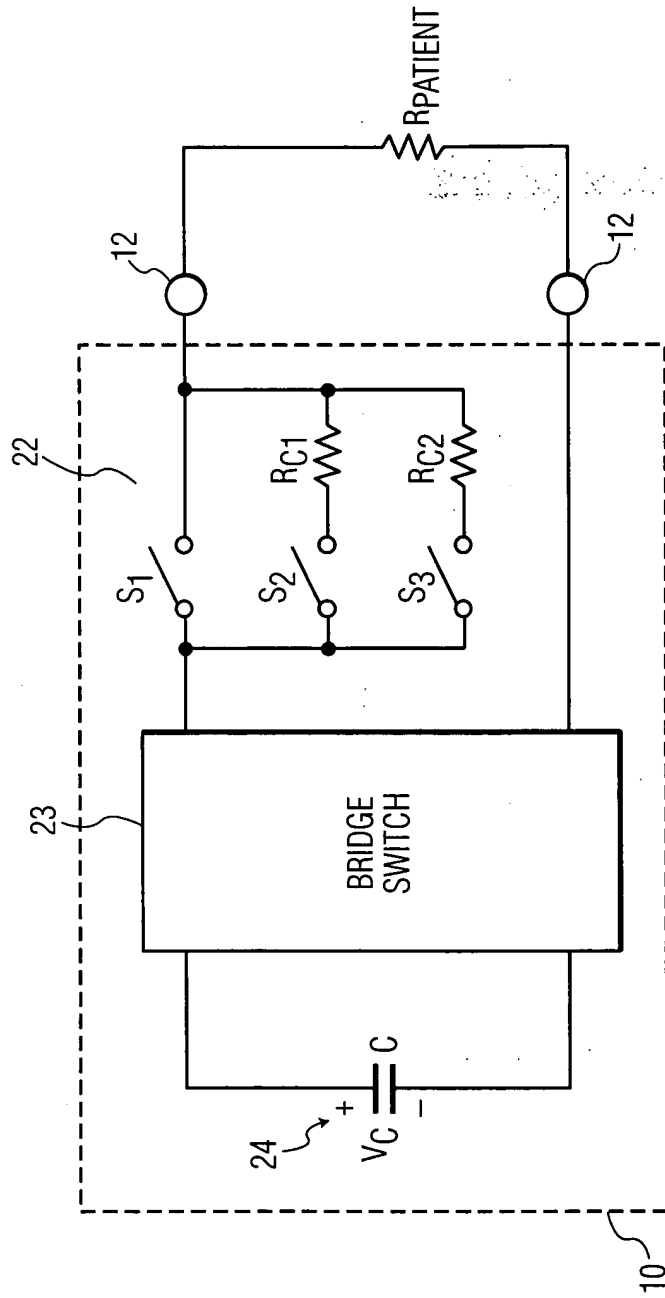 22
12
S1
S2
RC1
S3
RC2
RPATIENT
23
BRIDGE
SWITCH
24
+
VC
C
−
12
10